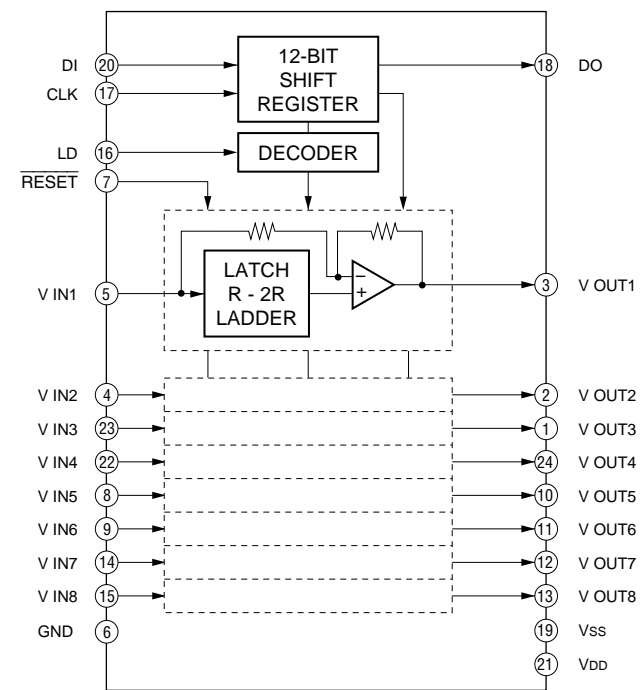 12-BIT
SHIFT
REGISTER
DI 20
18 DO
CLK 17
LD 16
DECODER
RESET 7
LATCH
R - 2R
LADDER
−
+
V IN1 5
3 V OUT1
V IN2 4
2 V OUT2
V IN3 23
1 V OUT3
V IN4 22
24 V OUT4
V IN5 8
10 V OUT5
V IN6 9
11 V OUT6
V IN7 14
12 V OUT7
V IN8 15
13 V OUT8
GND 6
19 VSS
21 VDD